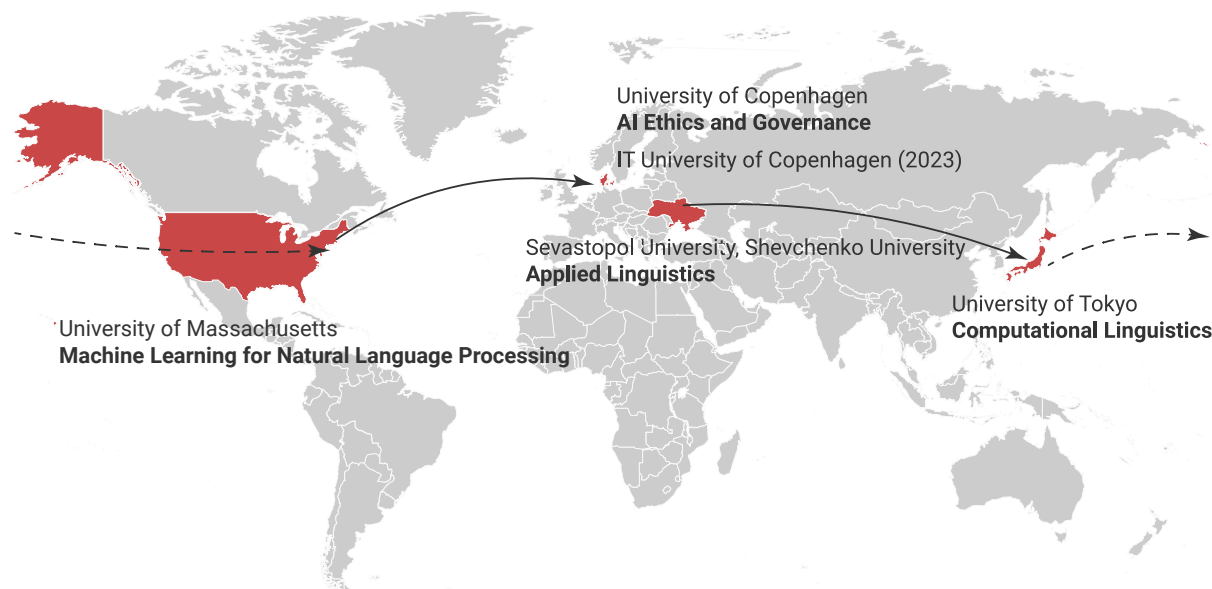 University of Copenhagen
AI Ethics and Governance
IT University of Copenhagen (2023)
Sevastopol University, Shevchenko University
Applied Linguistics
University of Tokyo
Computational Linguistics
University of Massachusetts
Machine Learning for Natural Language Processing